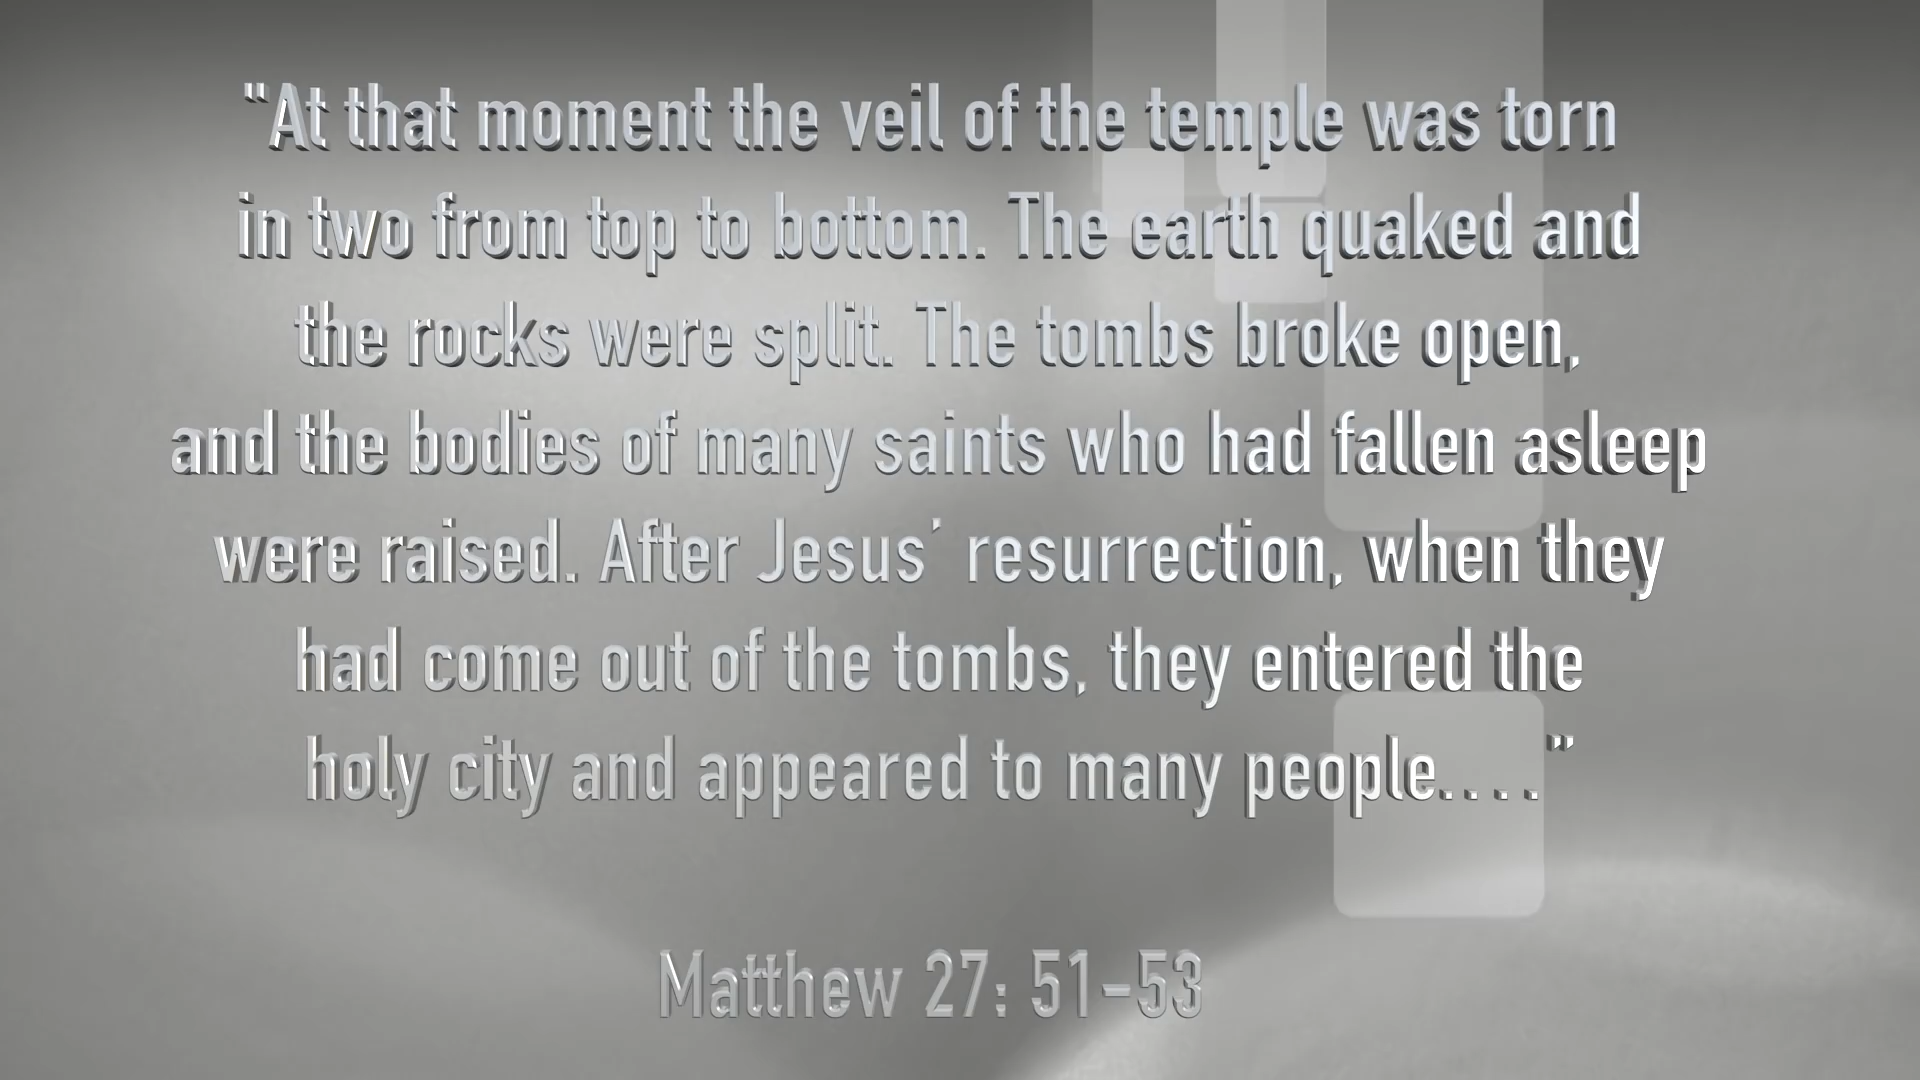 "At that moment the veil of the temple was torn
in two from top to bottom. The earth quaked and
the rocks were split. The tombs broke open,
and the bodies of many saints who had fallen asleep
were raised. After Jesus’ resurrection, when they
had come out of the tombs, they entered the
holy city and appeared to many people. . . .”
Matthew 27: 51-53